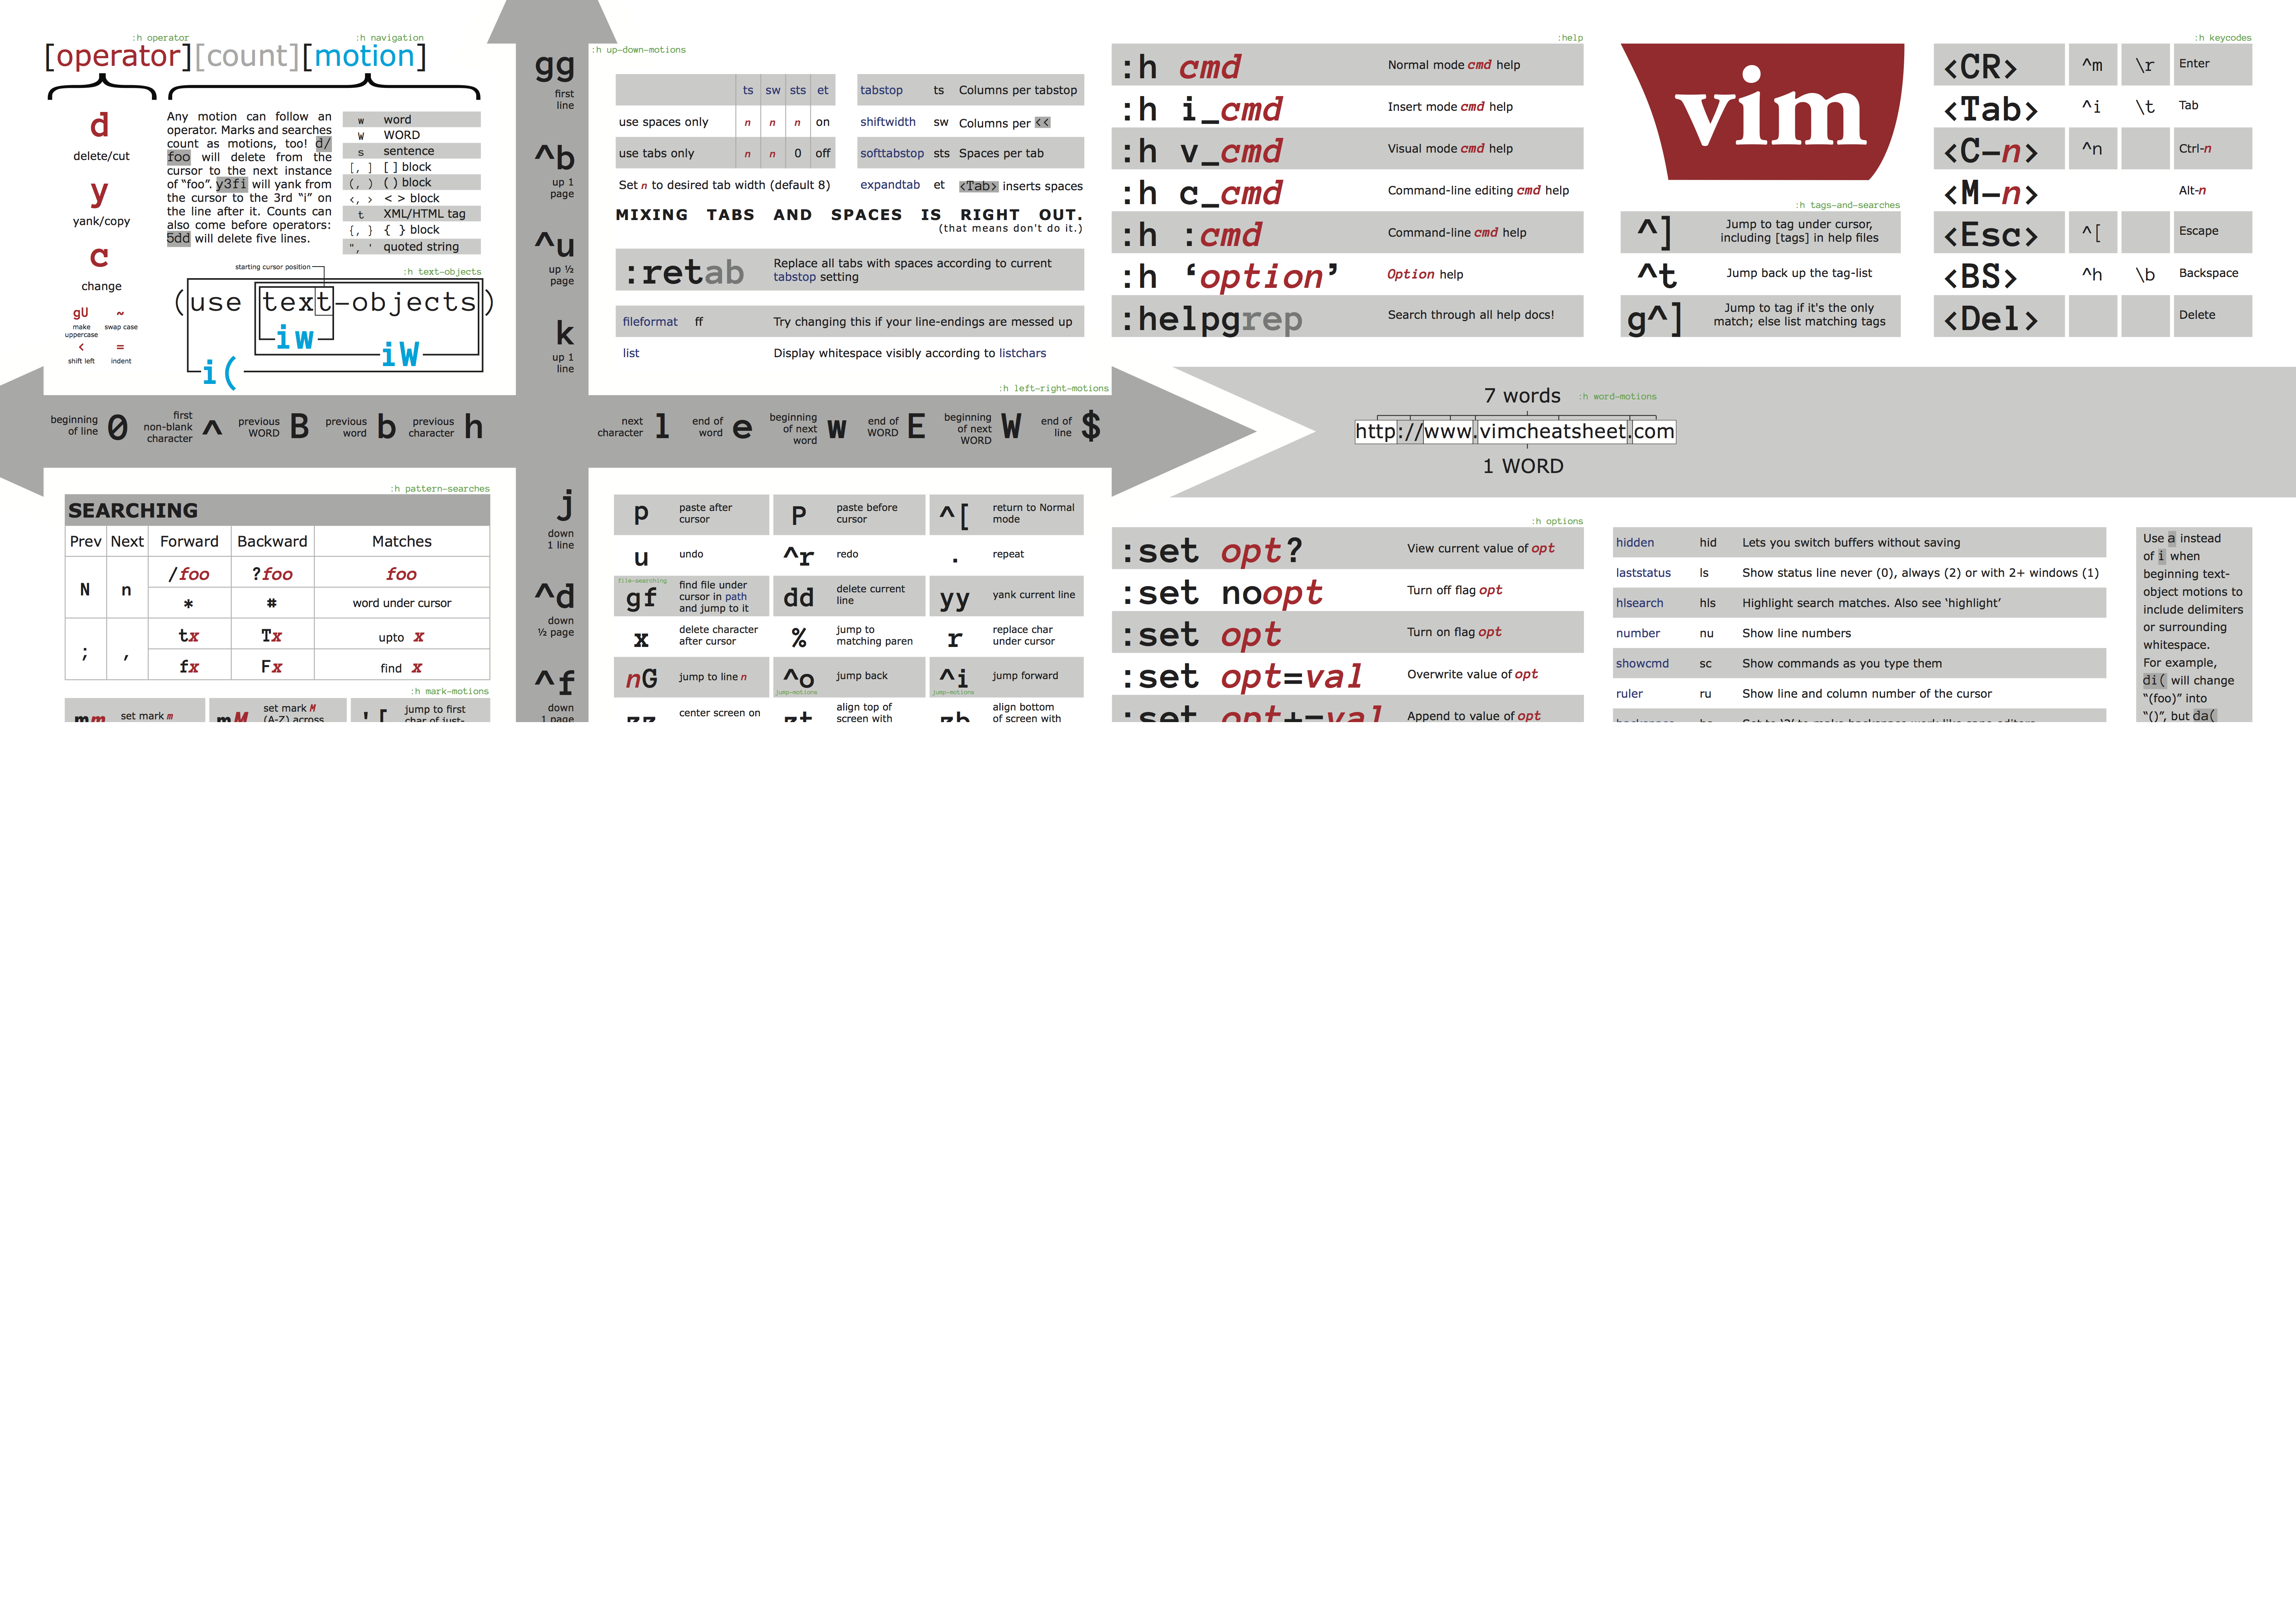 :h operator
:h navigation
[operator][count][motion]
d
delete/cut
y
yank/copy
c
change
gU
make
uppercase
~
swap case
<
shift left
=
indent
Any motion can follow an
operator. Marks and searches
count as motions, too! d/
foo will delete from the
cursor to the next instance
of “foo”. y3fi will yank from
the cursor to the 3rd “i” on
the line after it. Counts can
also come before operators:
5dd will delete five lines.
w word
W WORD
s sentence
[, ] [ ] block
(, ) ( ) block
<, > < > block
t XML/HTML tag
{, } { } block
", ' quoted string
:h text-objects
starting cursor position
(use text-objects)
iw
iW
i(
gg
first
line
^b
up 1
page
^u
up ½
page
k
up 1
line
:h up-down-motions
ts sw sts et
use spaces only n n n on
use tabs only n n 0 off
Set n to desired tab width (default 8)
tabstop ts Columns per tabstop
shiftwidth sw Columns per <<
softtabstop sts Spaces per tab
expandtab et <Tab> inserts spaces
MIXING TABS AND SPACES IS RIGHT OUT.
(that means don't do it.)
:retab Replace all tabs with spaces according to current
tabstop setting
fileformat ff Try changing this if your line-endings are messed up
list Display whitespace visibly according to listchars
:help
:h cmd Normal mode cmd help
:h i_cmd Insert mode cmd help
:h v_cmd Visual mode cmd help
:h c_cmd Command-line editing cmd help
:h :cmd Command-line cmd help
:h ‘option’ Option help
:helpgrep Search through all help docs!
vim
:h tags-and-searches
^] Jump to tag under cursor,
including [tags] in help files
^t Jump back up the tag-list
g^] Jump to tag if it's the only
match; else list matching tags
:h keycodes
<CR> ^m \r Enter
<Tab> ^i \t Tab
<C-n> ^n Ctrl-n
<M-n> Alt-n
<Esc> ^[ Escape
<BS> ^h \b Backspace
<Del> Delete
:h left-right-motions
beginning
of line
0
first
non-blank
character
^
previous
WORD
B
previous
word
b
previous
character
h
next
character
l
end of
word
e
beginning
of next
word
w
end of
WORD
E
beginning
of next
WORD
W
end of
line
$
7 words
:h word-motions
http://www.vimcheatsheet.com
1 WORD
:h pattern-searches
SEARCHING
Prev Next Forward Backward Matches
N n /foo ?foo foo
* # word under cursor
; , tx Tx upto x
fx Fx find x
:h mark-motions
mm set mark m
mM set mark M
(A-Z) across
'[ jump to first
char of just-
j
down
1 line
^d
down
½ page
^f
down
1 page
p paste after
cursor
P paste before
cursor
^[ return to Normal
mode
u undo
^r redo
. repeat
file-searching
gf find file under
cursor in path
and jump to it
dd delete current
line
yy yank current line
x delete character
after cursor
% jump to
matching paren
r replace char
under cursor
nG jump to line n
^o jump back
jump-motions
^i jump forward
jump-motions
zz center screen on
zt align top of
screen with
zb align bottom
of screen with
:h options
:set opt? View current value of opt
:set noopt Turn off flag opt
:set opt Turn on flag opt
:set opt=val Overwrite value of opt
:set opt+=val Append to value of opt
hidden hid Lets you switch buffers without saving
laststatus ls Show status line never (0), always (2) or with 2+ windows (1)
hlsearch hls Highlight search matches. Also see ‘highlight’
number nu Show line numbers
showcmd sc Show commands as you type them
ruler ru Show line and column number of the cursor
Use a instead
of i when
beginning text-
object motions to
include delimiters
or surrounding
whitespace.
For example,
di( will change
“(foo)” into
“()”, but da(